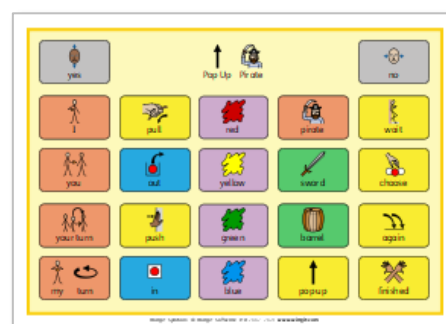 yes
Pop Up Pirate
no
I
pull
red
pirate
wait
you
out
yellow
sword
choose
your turn
push
green
barrel
again
my turn
in
blue
pop up
finished